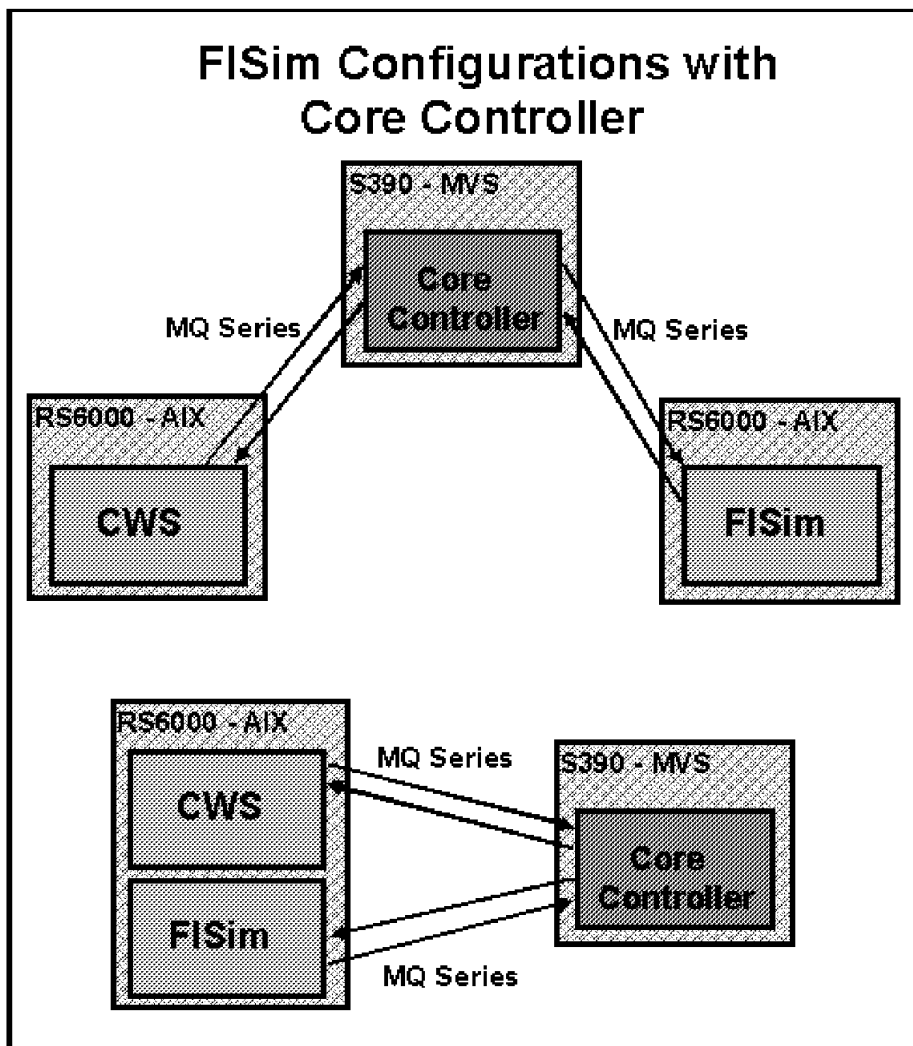 FISim Configurations with
Core Controller
S390 - MVS
Core
Controller
MQ Series
MQ Series
RS6000 - AIX
CWS
RS6000 - AIX
FISim
RS6000 - AIX
CWS
FISim
MQ Series
S390 - MVS
Core
Controller
MQ Series